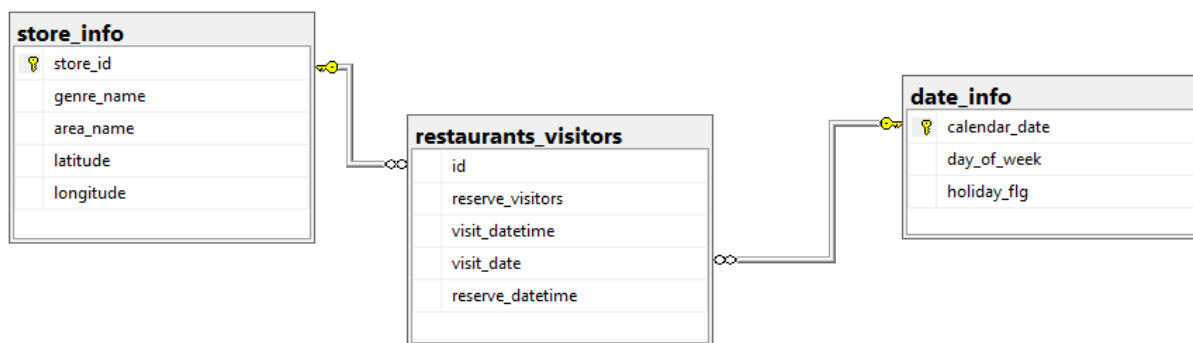 store_info
store_id
genre_name
area_name
latitude
longitude
restaurants_visitors
id
reserve_visitors
visit_datetime
visit_date
reserve_datetime
date_info
calendar_date
day_of_week
holiday_flg